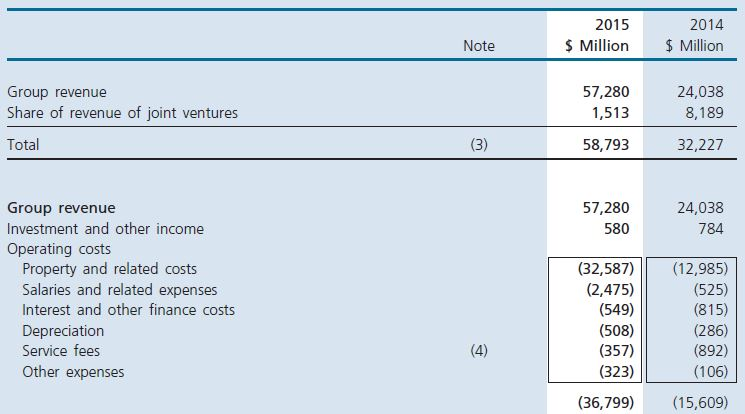 2015 2014
Note $ Million $ Million
Group revenue 57,280 24,038
Share of revenue of joint ventures 1,513 8,189
Total (3) 58,793 32,227
Group revenue 57,280 24,038
Investment and other income 580 784
Operating costs
Property and related costs (32,587) (12,985)
Salaries and related expenses (2,475) (525)
Interest and other finance costs (549) (815)
Depreciation (508) (286)
Service fees (4) (357) (892)
Other expenses (323) (106)
(36,799) (15,609)